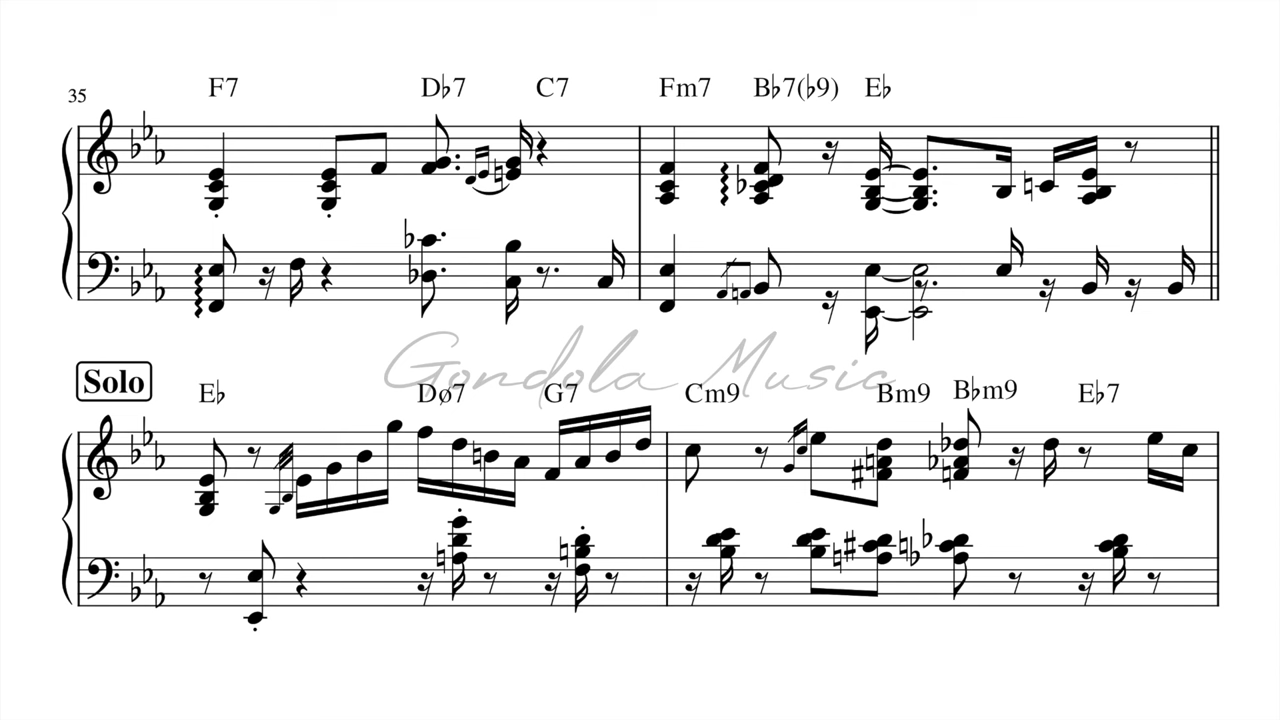 F7 D♭7 C7 Fm7 B♭7(♭9) E♭
35
Gondola Music
Solo
E♭ Dø7 G7 Cm9 Bm9 B♭m9 E♭7